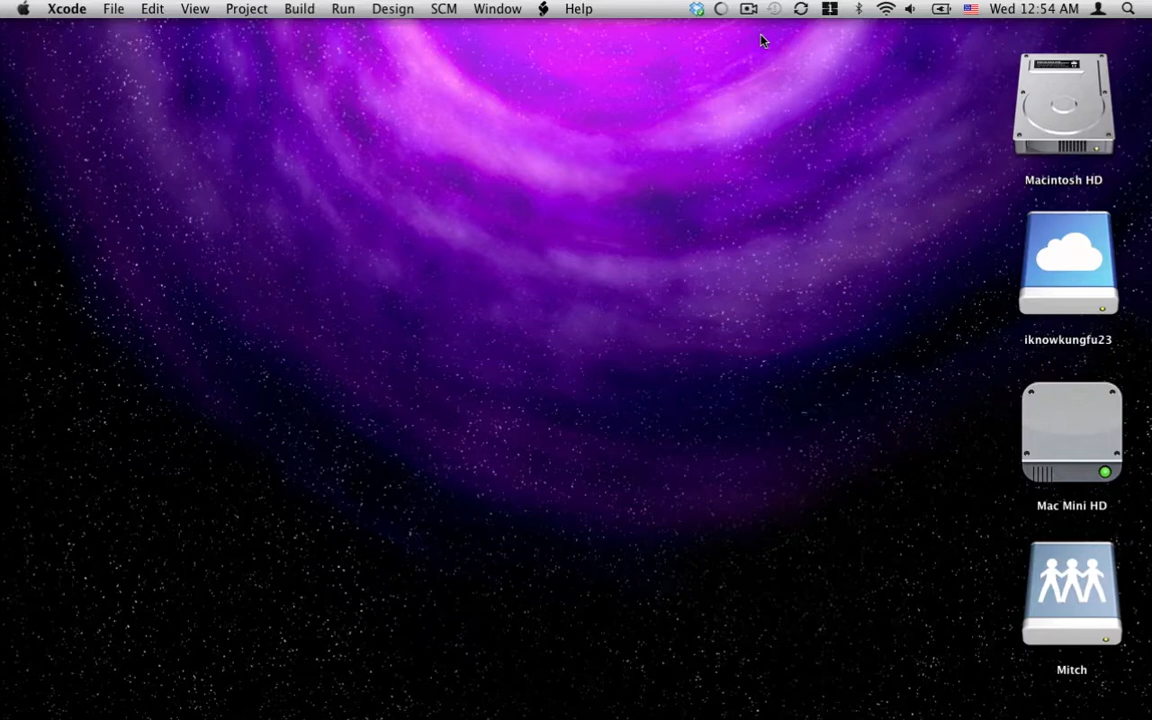 Xcode File Edit View Project Build Run Design SCM Window Help Wed 12:54 AM
Macintosh HD
iknowkungfu23
Mac Mini HD
Mitch